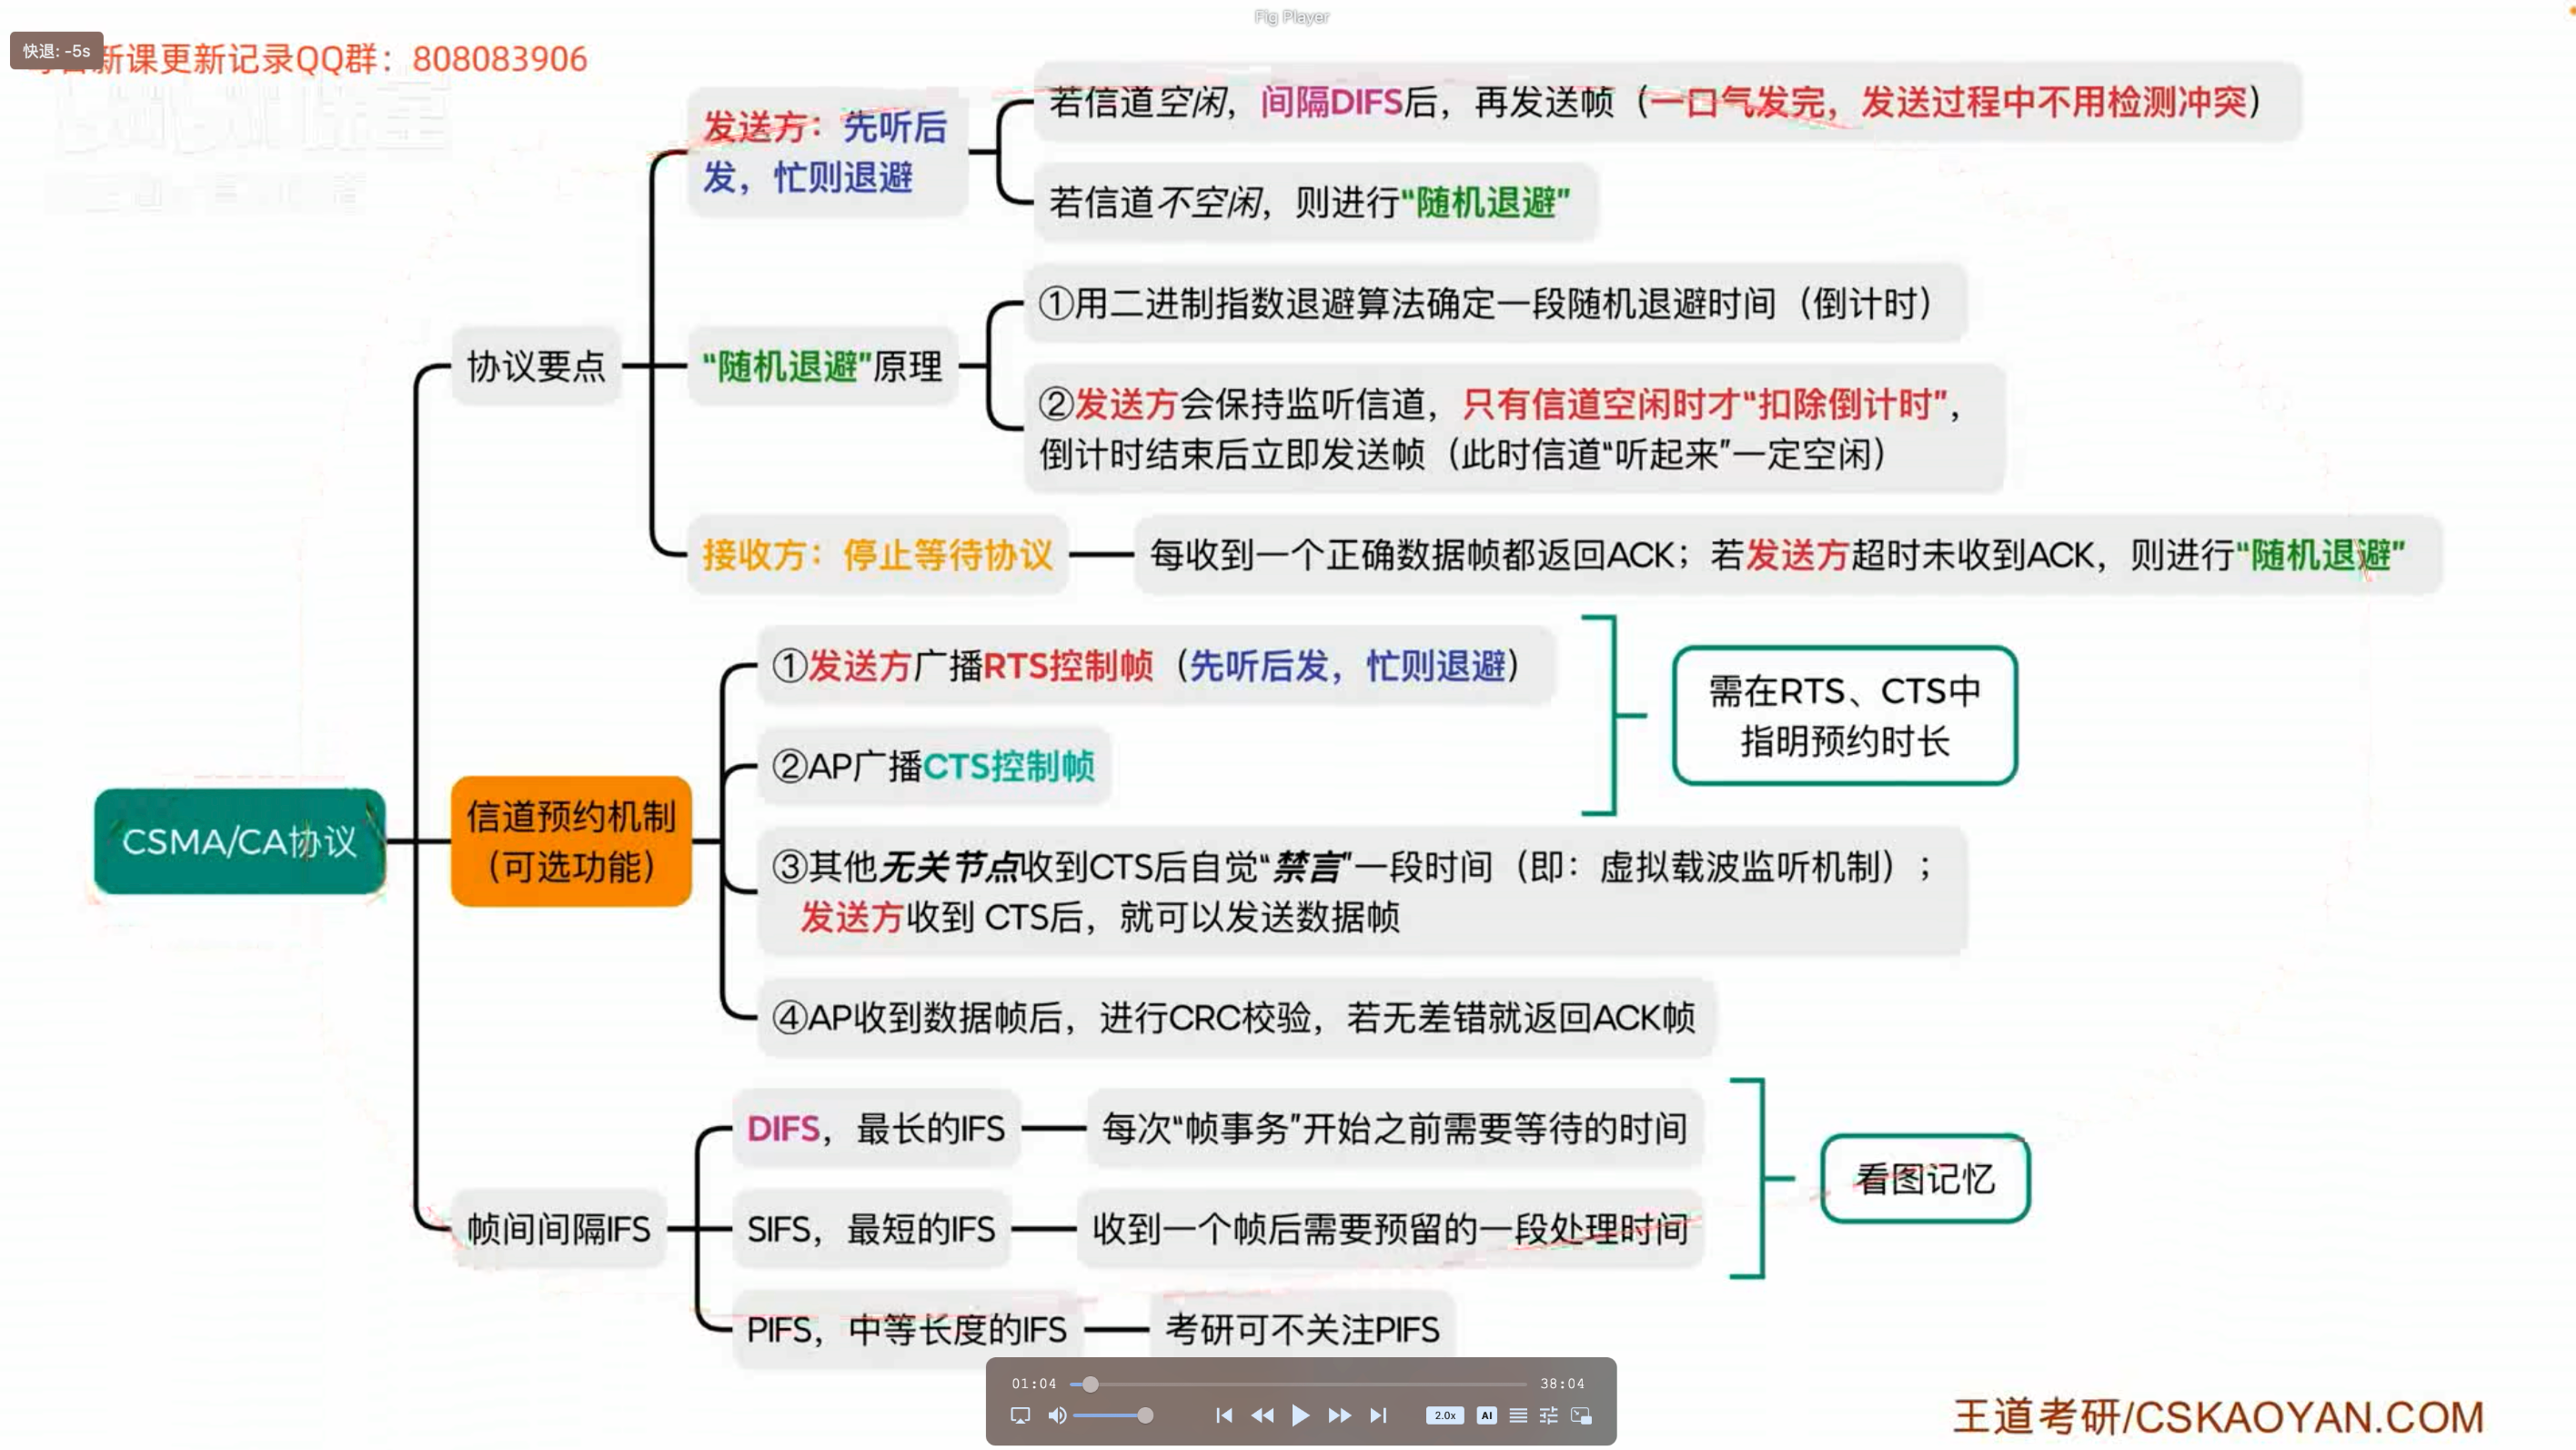 Fig Player
快退: -5s
新课更新记录QQ群：808083906
发送方：先听后发，忙则退避
若信道空闲，间隔DIFS后，再发送帧（一口气发完，发送过程中不用检测冲突）
若信道不空闲，则进行“随机退避”
协议要点
“随机退避”原理
①用二进制指数退避算法确定一段随机退避时间（倒计时）
②发送方会保持监听信道，只有信道空闲时才“扣除倒计时”，
倒计时结束后立即发送帧（此时信道“听起来”一定空闲）
接收方：停止等待协议
每收到一个正确数据帧都返回ACK；若发送方超时未收到ACK，则进行“随机退避”
CSMA/CA协议
信道预约机制
（可选功能）
①发送方广播RTS控制帧（先听后发，忙则退避）
②AP广播CTS控制帧
需在RTS、CTS中
指明预约时长
③其他无关节点收到CTS后自觉“禁言”一段时间（即：虚拟载波监听机制）；
发送方收到 CTS后，就可以发送数据帧
④AP收到数据帧后，进行CRC校验，若无差错就返回ACK帧
帧间间隔IFS
DIFS，最长的IFS
每次“帧事务”开始之前需要等待的时间
SIFS，最短的IFS
收到一个帧后需要预留的一段处理时间
看图记忆
PIFS，中等长度的IFS
考研可不关注PIFS
01:04
38:04
2.0x
AI
王道考研/CSKAOYAN.COM